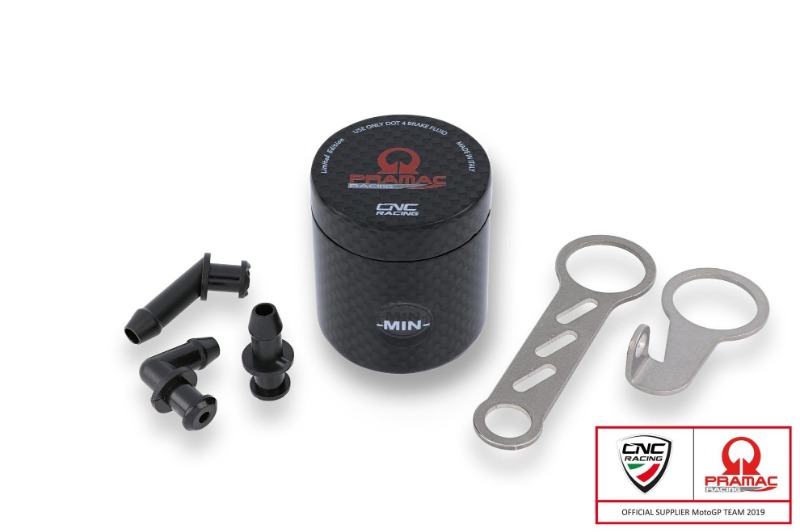 Limited Edition
USE ONLY DOT 4 BRAKE FLUID
MADE IN ITALY
PRAMAC
RACING
CNC
RACING
-MIN-
CNC
RACING
PRAMAC
RACING
OFFICIAL SUPPLIER MotoGP TEAM 2019